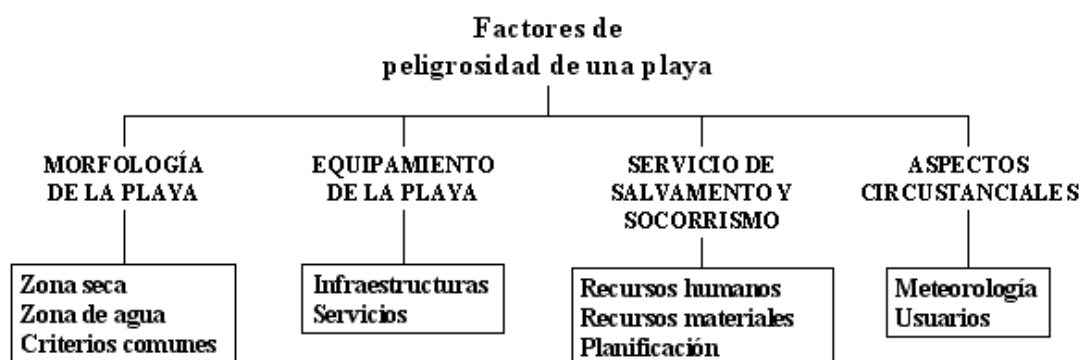 Factores de
peligrosidad de una playa
MORFOLOGÍA
DE LA PLAYA
EQUIPAMIENTO
DE LA PLAYA
SERVICIO DE
SALVAMENTO Y
SOCORRISMO
ASPECTOS
CIRCUSTANCIALES
Zona seca
Zona de agua
Criterios comunes
Infraestructuras
Servicios
Recursos humanos
Recursos materiales
Planificación
Meteorología
Usuarios